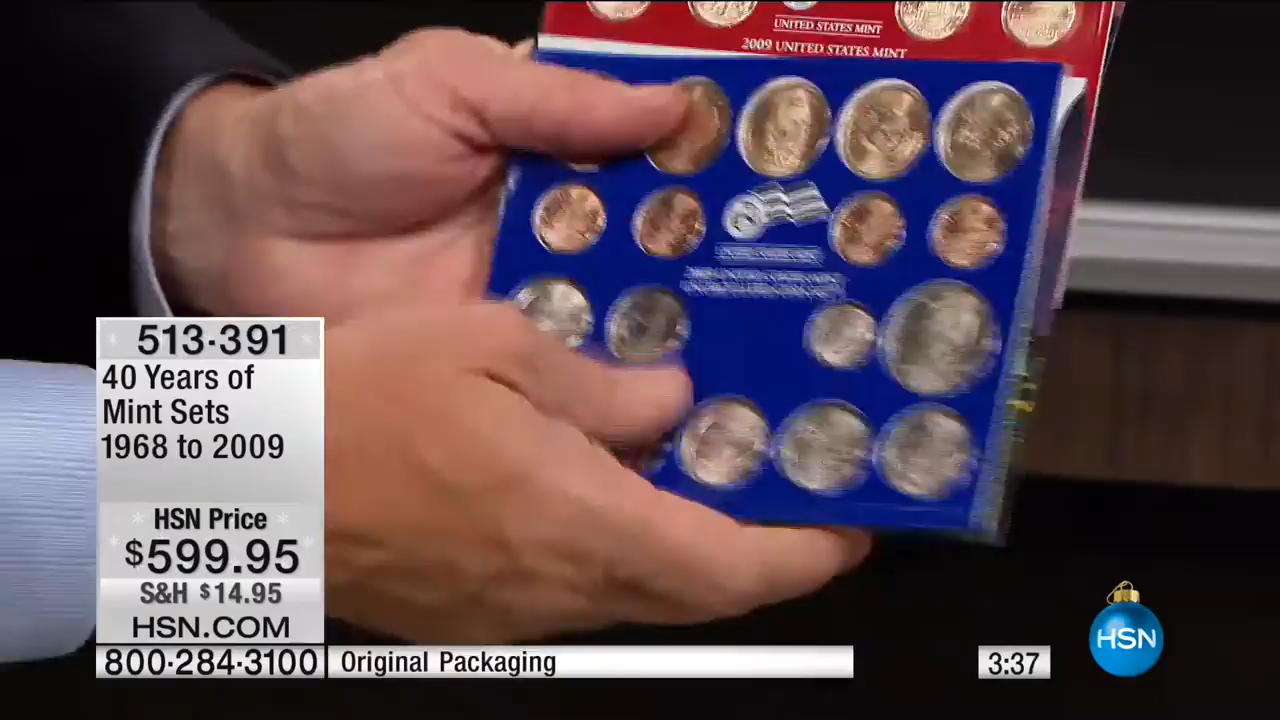 UNITED STATES MINT
2009 UNITED STATES MINT
513·391
40 Years of
Mint Sets
1968 to 2009
HSN Price
$599.95
S&H $14.95
HSN.COM
800·284·3100
Original Packaging
3:37
HSN